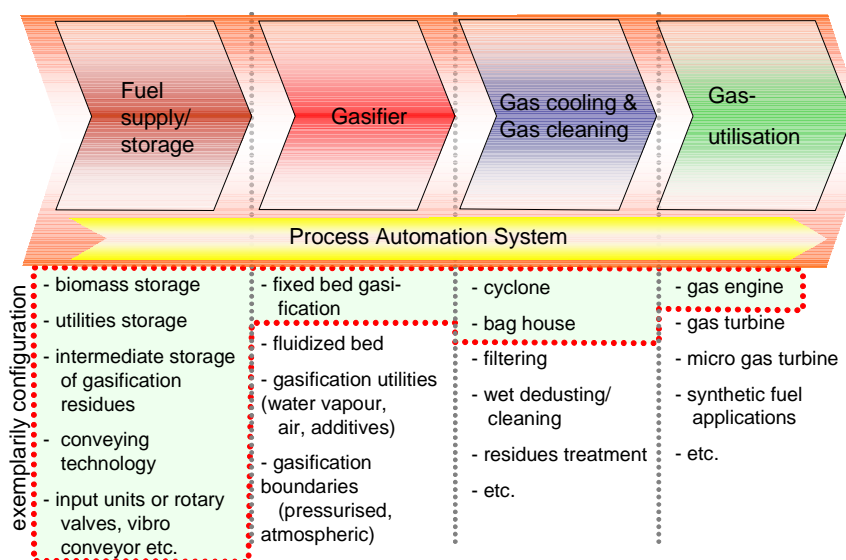 Fuel
supply/
storage
Gasifier
Gas cooling &
Gas cleaning
Gas-
utilisation
Process Automation System
exemplarily configuration
- biomass storage
- utilities storage
- intermediate storage
of gasification
residues
- conveying
technology
- input units or rotary
valves, vibro
conveyor etc.
- fixed bed gasi-
fication
- fluidized bed
- gasification utilities
(water vapour,
air, additives)
- gasification
boundaries
(pressurised,
atmospheric)
- cyclone
- bag house
- filtering
- wet dedusting/
cleaning
- residues treatment
- etc.
- gas engine
- gas turbine
- micro gas turbine
- synthetic fuel
applications
- etc.